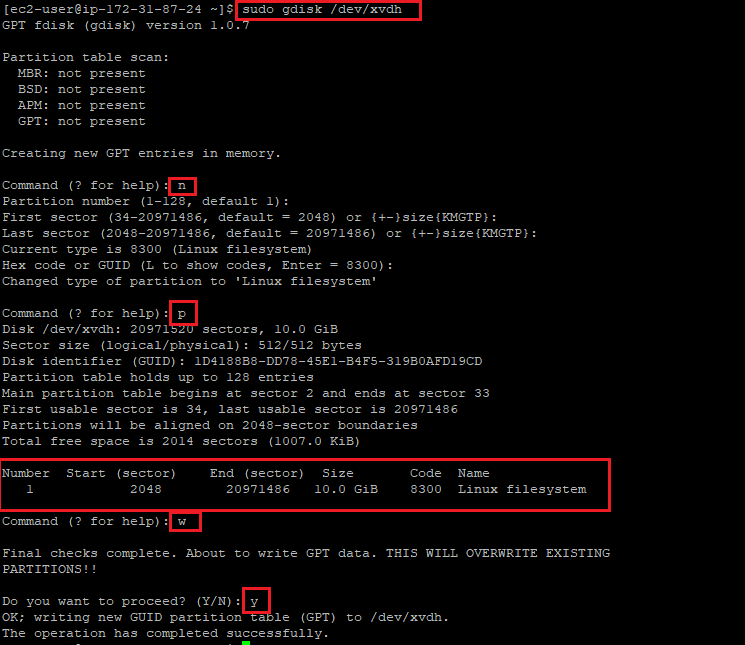 [ec2-user@ip-172-31-87-24 ~]$ sudo gdisk /dev/xvdh
GPT fdisk (gdisk) version 1.0.7
Partition table scan:
MBR: not present
BSD: not present
APM: not present
GPT: not present
Creating new GPT entries in memory.
Command (? for help): n
Partition number (1-128, default 1):
First sector (34-20971486, default = 2048) or {+-}size{KMGTP}:
Last sector (2048-20971486, default = 20971486) or {+-}size{KMGTP}:
Current type is 8300 (Linux filesystem)
Hex code or GUID (L to show codes, Enter = 8300):
Changed type of partition to 'Linux filesystem'
Command (? for help): p
Disk /dev/xvdh: 20971520 sectors, 10.0 GiB
Sector size (logical/physical): 512/512 bytes
Disk identifier (GUID): 1D4188B8-DD78-45E1-B4F5-319B0AFD19CD
Partition table holds up to 128 entries
Main partition table begins at sector 2 and ends at sector 33
First usable sector is 34, last usable sector is 20971486
Partitions will be aligned on 2048-sector boundaries
Total free space is 2014 sectors (1007.0 KiB)
Number  Start (sector)    End (sector)  Size       Code  Name
1            2048        20971486   10.0 GiB    8300  Linux filesystem
Command (? for help): w
Final checks complete. About to write GPT data. THIS WILL OVERWRITE EXISTING
PARTITIONS!!
Do you want to proceed? (Y/N): y
OK; writing new GUID partition table (GPT) to /dev/xvdh.
The operation has completed successfully.